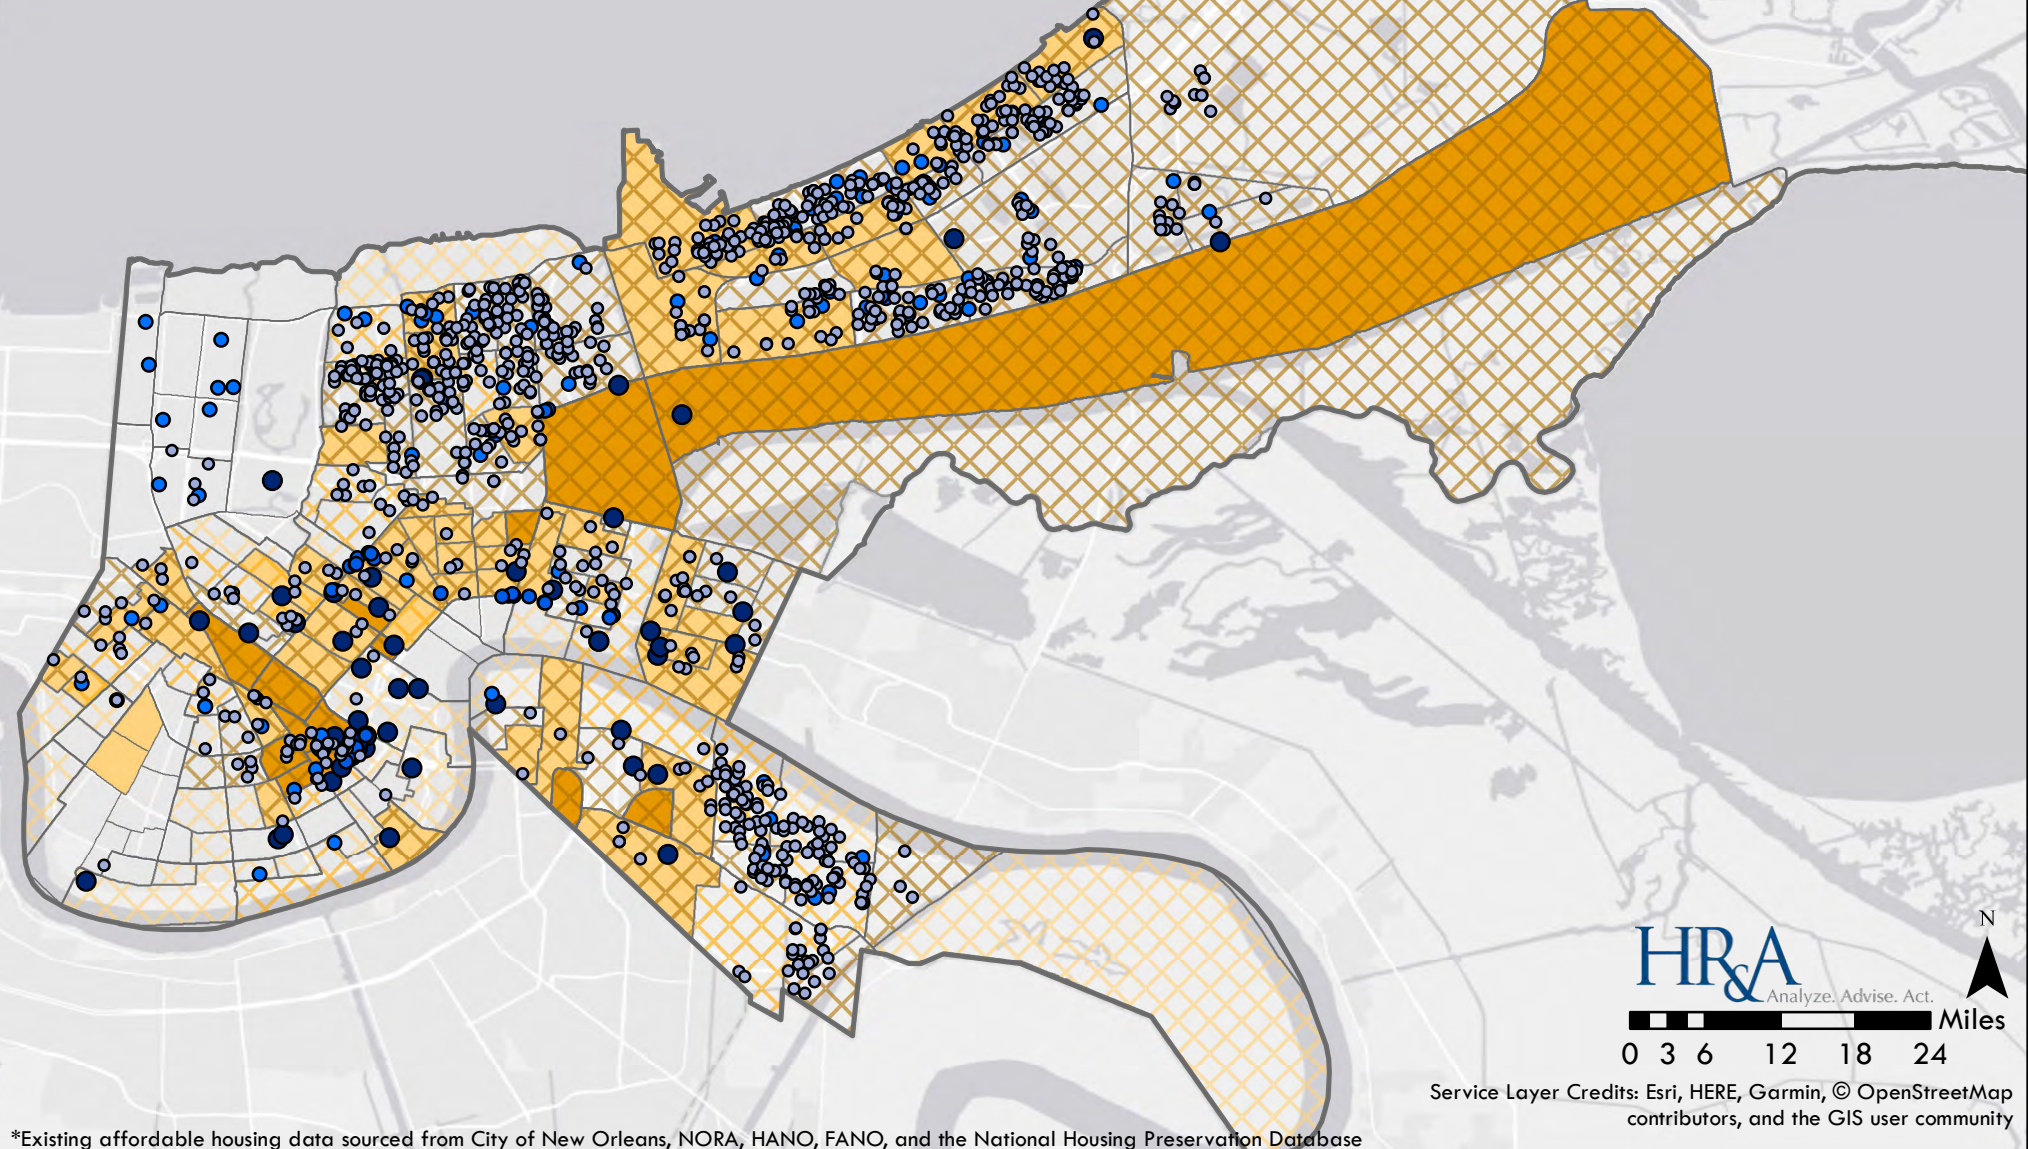 HR&A
Analyze. Advise. Act.
N
Miles
0 3 6 12 18 24
Service Layer Credits: Esri, HERE, Garmin, © OpenStreetMap
contributors, and the GIS user community
*Existing affordable housing data sourced from City of New Orleans, NORA, HANO, FANO, and the National Housing Preservation Database